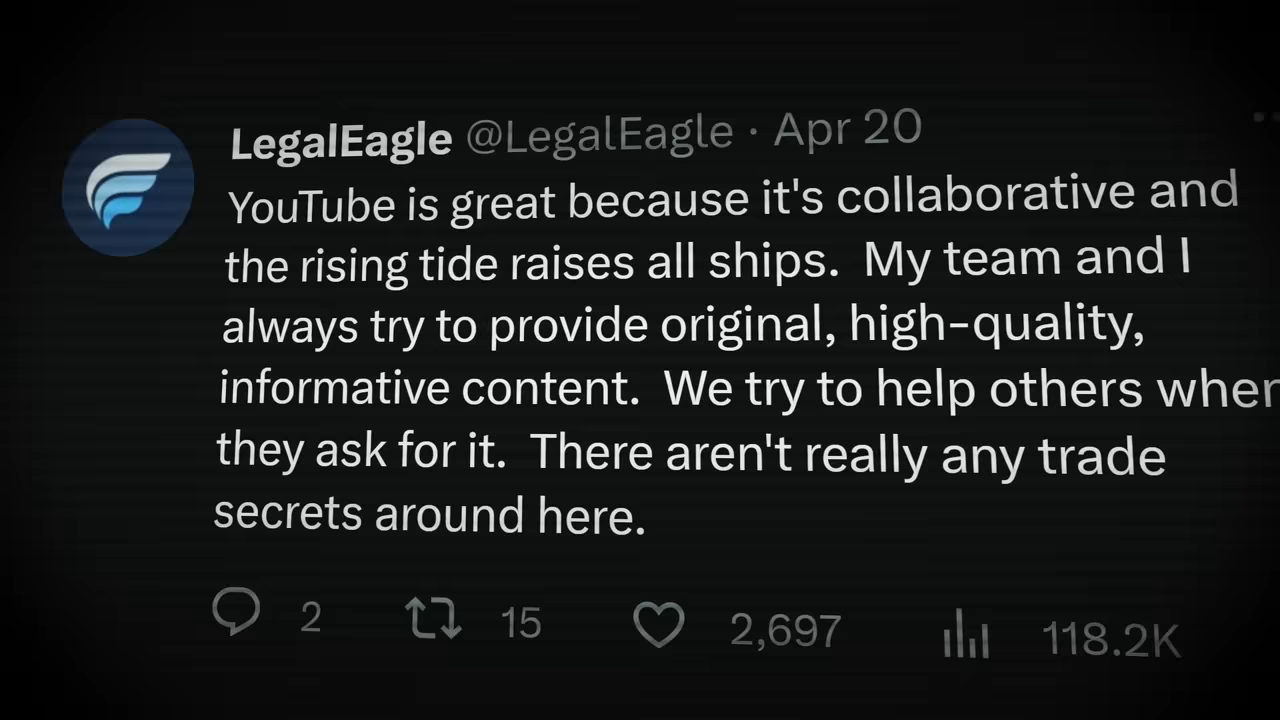 LegalEagle @LegalEagle · Apr 20
YouTube is great because it's collaborative and
the rising tide raises all ships.  My team and I
always try to provide original, high-quality,
informative content.  We try to help others when
they ask for it.  There aren't really any trade
secrets around here.
2 15 2,697 118.2K